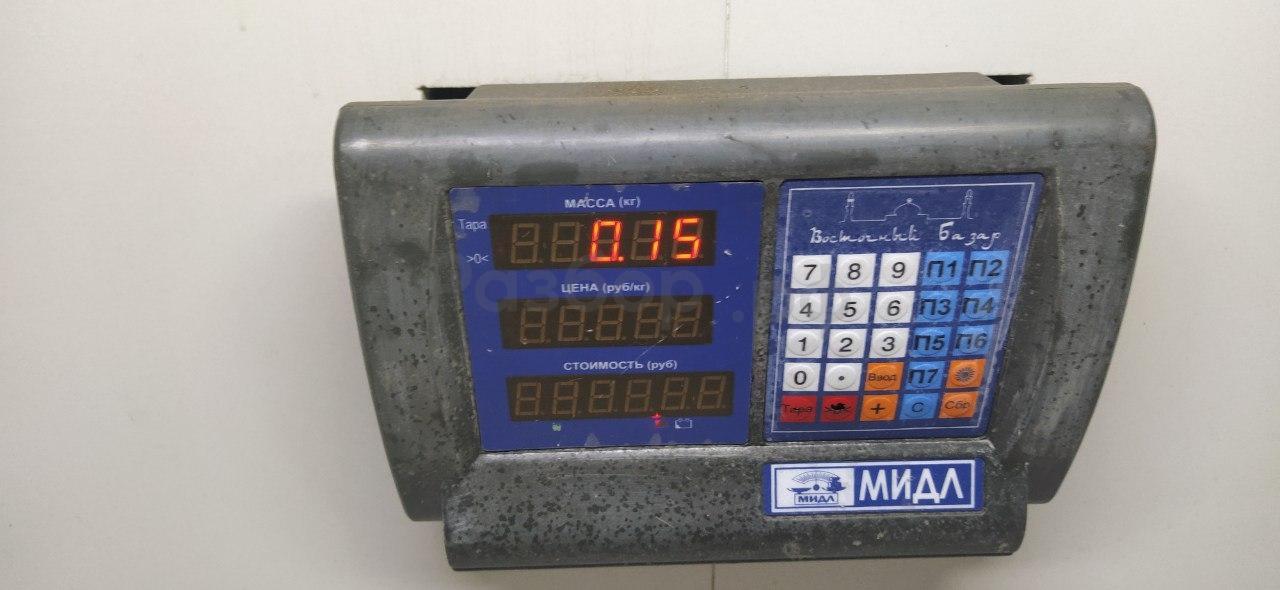 МАССА (кг)
Тара
0.15
>0<
ЦЕНА (руб/кг)
СТОИМОСТЬ (руб)
Восточный Базар
7 8 9 П1 П2
4 5 6 П3 П4
1 2 3 П5 П6
0 . Ввод П7
Тара + С Сбр
МИДЛ
МИДЛ
Разбор